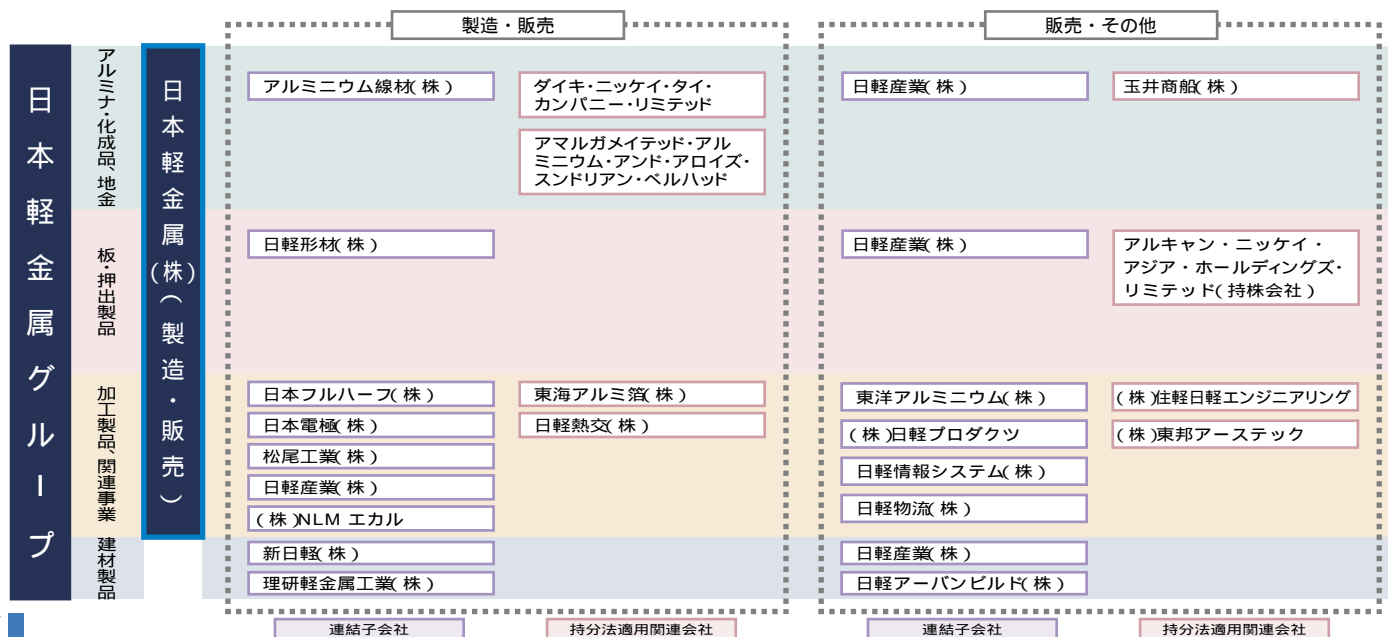 製造・販売
販売・その他
日本軽金属グループ
日本軽金属(株)(製造・販売)
アルミナ・化成品、地金
アルミニウム線材(株)
ダイキ・ニッケイ・タイ・
カンパニー・リミテッド
アマルガメイテッド・アル
ミニウム・アンド・アロイズ・
スンドリアン・ベルハッド
日軽産業(株)
玉井商船(株)
板・押出製品
日軽形材(株)
日軽産業(株)
アルキャン・ニッケイ・
アジア・ホールディングズ・
リミテッド(持株会社)
加工製品、関連事業
日本フルハーフ(株)
日本電極(株)
松尾工業(株)
日軽産業(株)
(株)NLM エカル
東海アルミ箔(株)
日軽熱交(株)
東洋アルミニウム(株)
(株)日軽プロダクツ
日軽情報システム(株)
日軽物流(株)
(株)住軽日軽エンジニアリング
(株)東邦アーステック
建材製品
新日軽(株)
理研軽金属工業(株)
日軽産業(株)
日軽アーバンビルド(株)
連結子会社
持分法適用関連会社
連結子会社
持分法適用関連会社